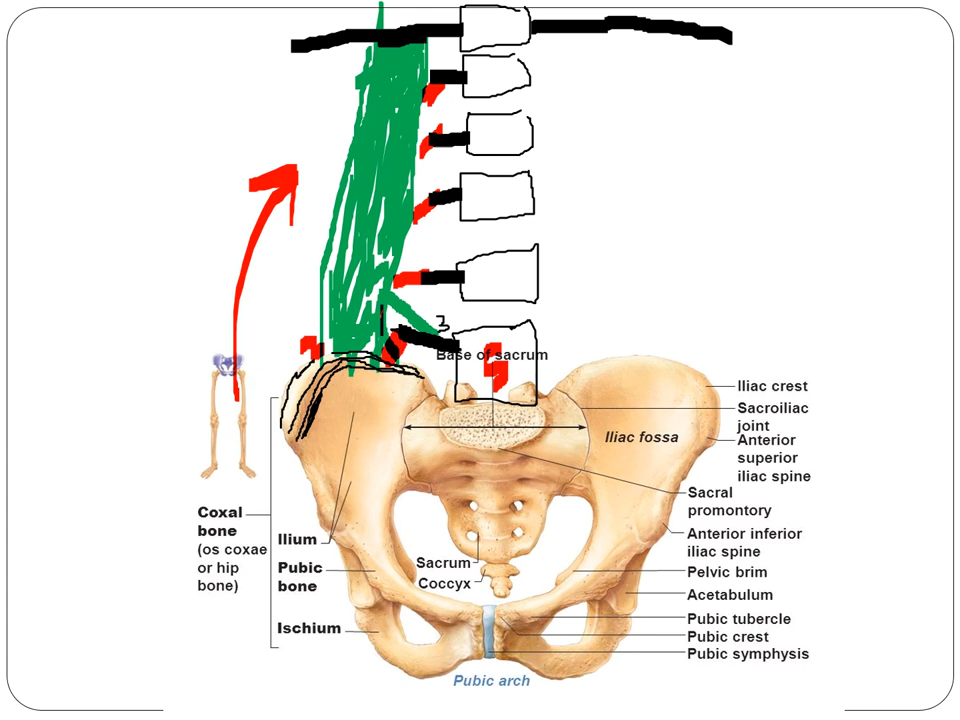 Base of sacrum
Iliac crest
Sacroiliac
joint
Iliac fossa
Anterior
superior
iliac spine
Sacral
promontory
Coxal
bone
(os coxae
or hip
bone)
Ilium
Anterior inferior
iliac spine
Sacrum
Pubic
bone
Pelvic brim
Coccyx
Acetabulum
Pubic tubercle
Ischium
Pubic crest
Pubic symphysis
Pubic arch